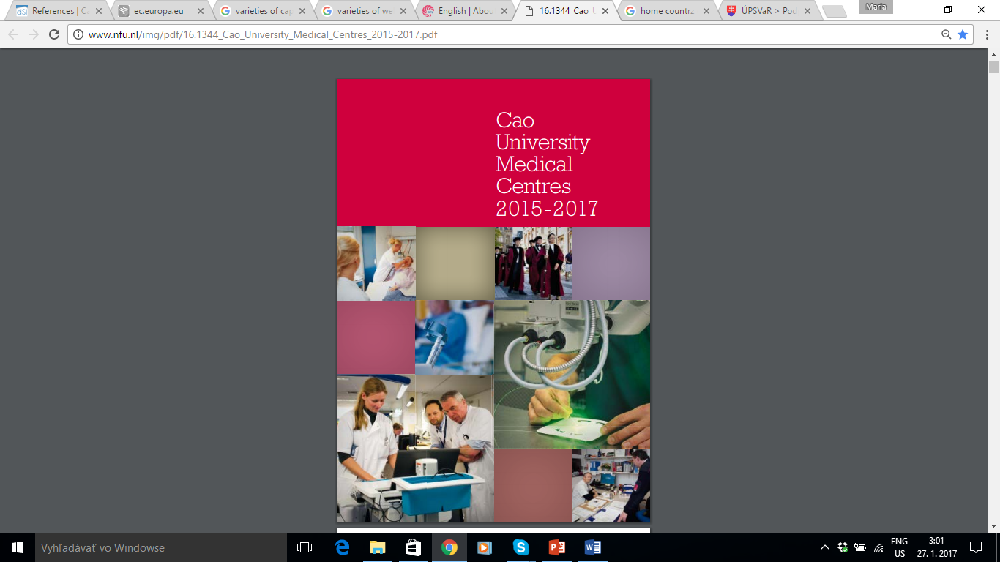 References | Ca
ec.europa.eu
varieties of cap
varieties of we
English | Abou
16.1344_Cao_U
home countrz
ÚPSVaR > Pod
Maria
www.nfu.nl/img/pdf/16.1344_Cao_University_Medical_Centres_2015-2017.pdf
Cao
University
Medical
Centres
2015-2017
Vyhľadávať vo Windowse
ENG
US
3:01
27. 1. 2017